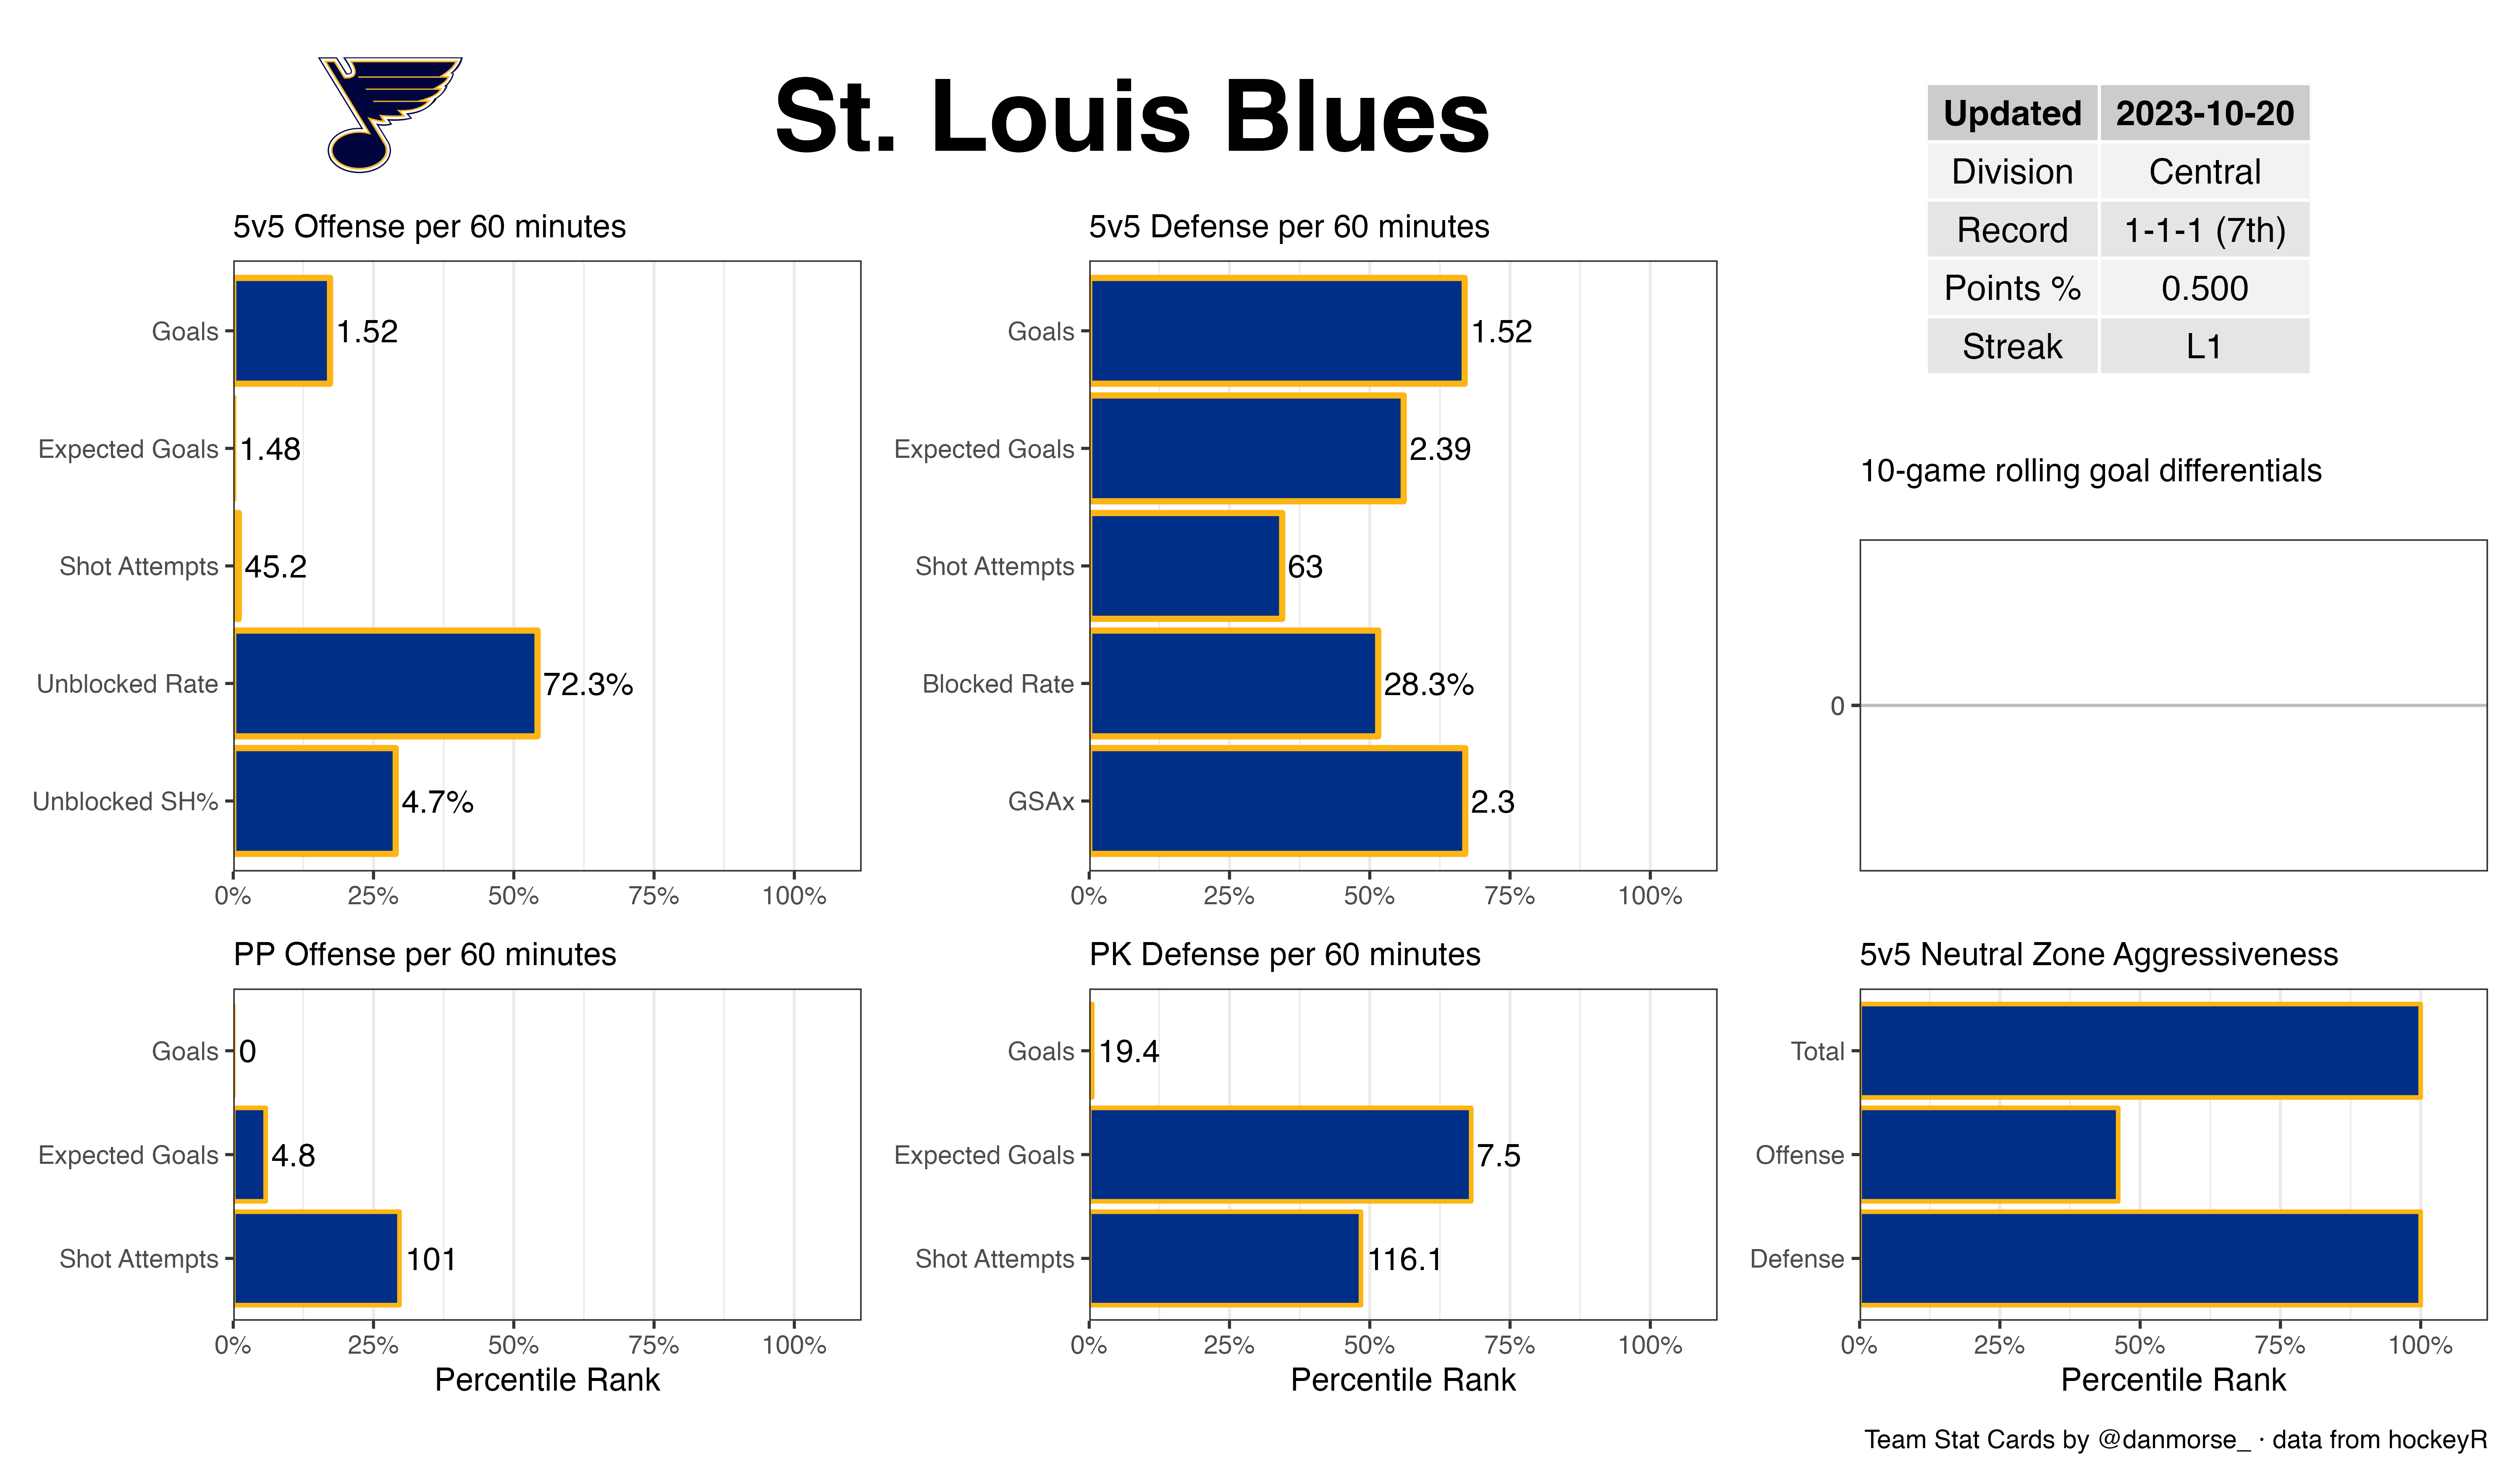 St. Louis Blues
Updated 2023-10-20
Division Central
Record 1-1-1 (7th)
Points % 0.500
Streak L1
5v5 Offense per 60 minutes
Goals 1.52
Expected Goals 1.48
Shot Attempts 45.2
Unblocked Rate 72.3%
Unblocked SH% 4.7%
0% 25% 50% 75% 100%
5v5 Defense per 60 minutes
Goals 1.52
Expected Goals 2.39
Shot Attempts 63
Blocked Rate 28.3%
GSAx 2.3
0% 25% 50% 75% 100%
10-game rolling goal differentials
0
PP Offense per 60 minutes
Goals 0
Expected Goals 4.8
Shot Attempts 101
0% 25% 50% 75% 100%
Percentile Rank
PK Defense per 60 minutes
Goals 19.4
Expected Goals 7.5
Shot Attempts 116.1
0% 25% 50% 75% 100%
Percentile Rank
5v5 Neutral Zone Aggressiveness
Total
Offense
Defense
0% 25% 50% 75% 100%
Percentile Rank
Team Stat Cards by @danmorse_ · data from hockeyR